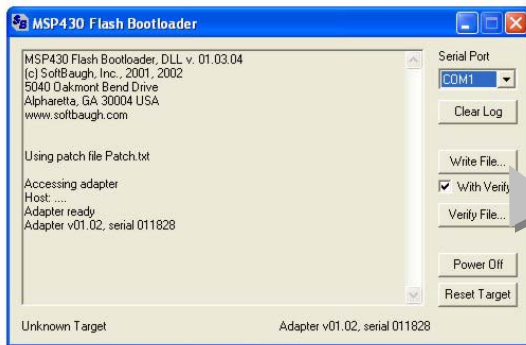 MSP430 Flash Bootloader
MSP430 Flash Bootloader, DLL v. 01.03.04
(c) SoftBaugh, Inc., 2001, 2002
5040 Oakmont Bend Drive
Alpharetta, GA 30004 USA
www.softbaugh.com
Using patch file Patch.txt
Accessing adapter
Host: ....
Adapter ready
Adapter v01.02, serial 011828
Serial Port
COM1
Clear Log
Write File...
With Verify
Verify File...
Power Off
Reset Target
Unknown Target
Adapter v01.02, serial 011828